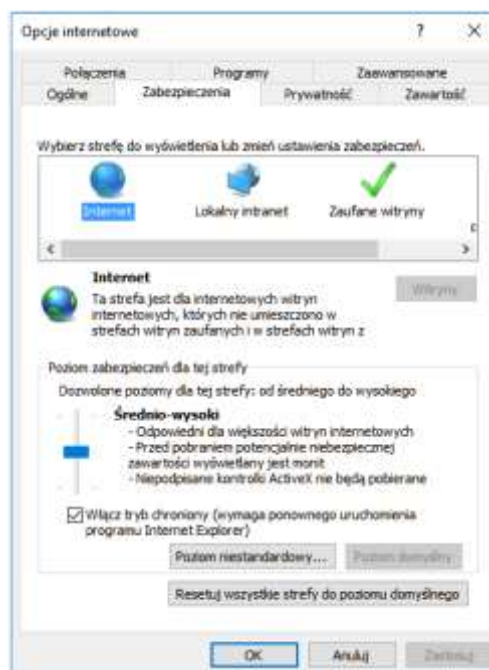 Opcje internetowe
Połączenia Programy Zaawansowane
Ogólne Zabezpieczenia Prywatność Zawartość
Wybierz strefę do wyświetlenia lub zmień ustawienia zabezpieczeń.
Internet Lokalny intranet Zaufane witryny
Internet
Witryny
Ta strefa jest dla internetowych witryn
internetowych, których nie umieszczono w
strefach witryn zaufanych i w strefach witryn z
Poziom zabezpieczeń dla tej strefy
Dozwolone poziomy dla tej strefy: od średniego do wysokiego
Średnio-wysoki
- Odpowiedni dla większości witryn internetowych
- Przed pobraniem potencjalnie niebezpiecznej
zawartości wyświetlany jest monit
- Niepodpisane kontrolki ActiveX nie będą pobierane
Włącz tryb chroniony (wymaga ponownego uruchomienia
programu Internet Explorer)
Poziom niestandardowy... Poziom domyślny
Resetuj wszystkie strefy do poziomu domyślnego
OK Anuluj Zastosuj